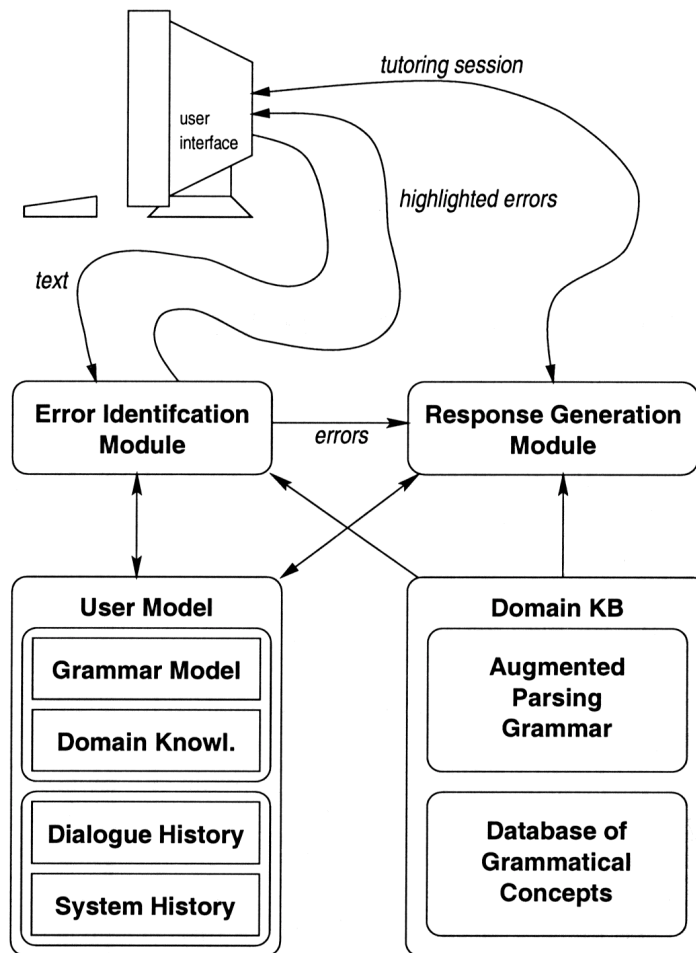 tutoring session
user
interface
highlighted errors
text
Error Identifcation
Module
errors
Response Generation
Module
User Model
Grammar Model
Domain Knowl.
Dialogue History
System History
Domain KB
Augmented
Parsing
Grammar
Database of
Grammatical
Concepts